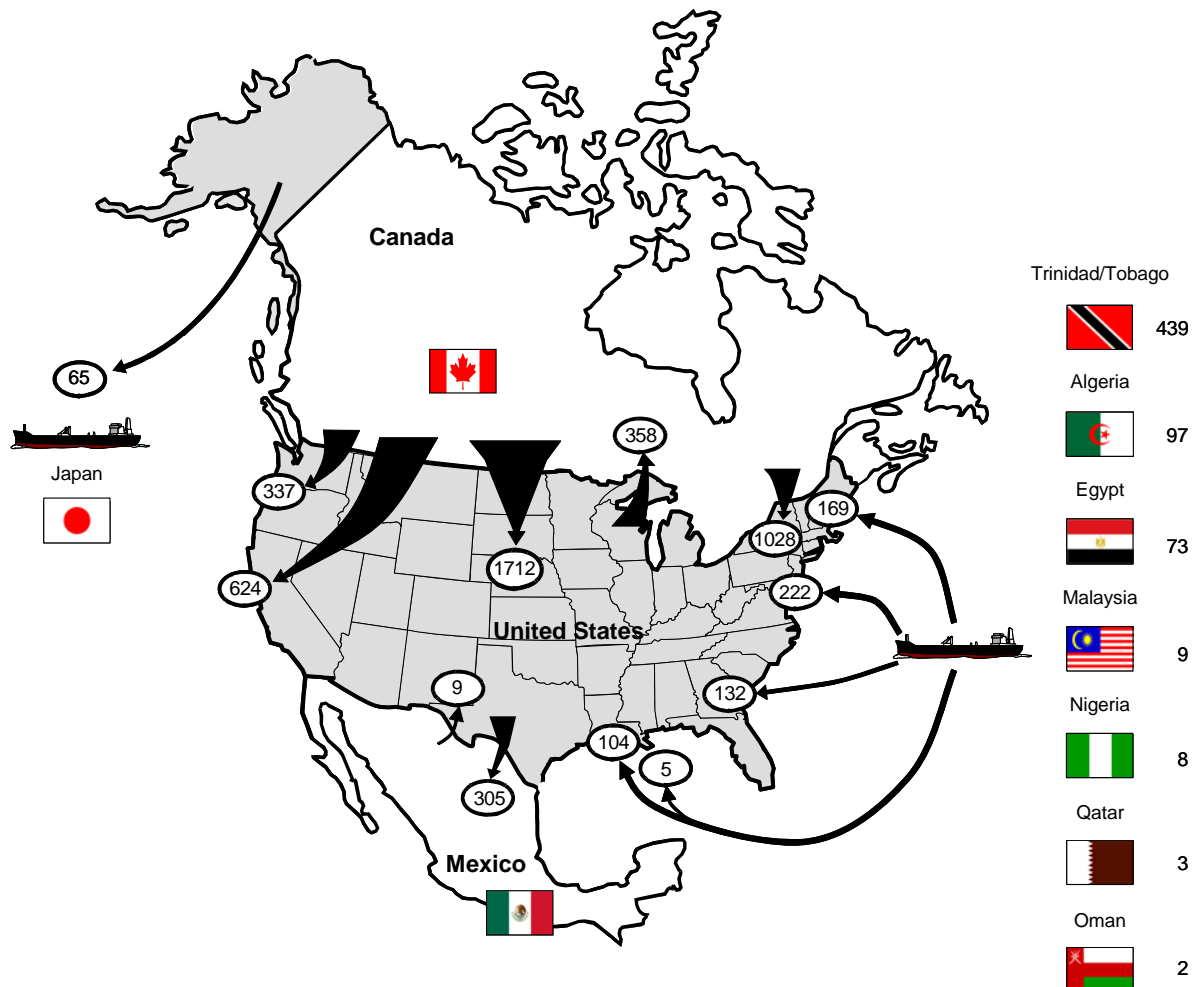 Canada
Trinidad/Tobago
439
65
Algeria
358
97
Japan
337
Egypt
169
1028
73
1712
624
222
Malaysia
United States
9
9
132
Nigeria
104
8
5
305
Qatar
Mexico
3
Oman
2